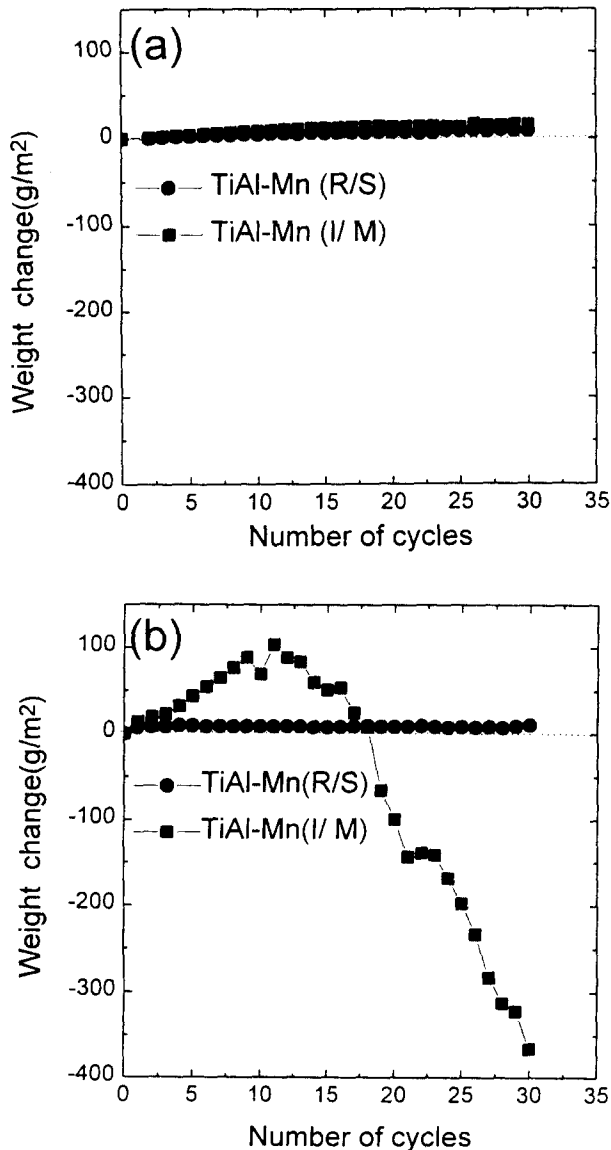 (a)
100
0
-100
-200
-300
-400
TiAl-Mn (R/S)
TiAl-Mn (I/ M)
Weight change(g/m²)
0 5 10 15 20 25 30 35
Number of cycles
(b)
100
0
-100
-200
-300
-400
TiAl-Mn(R/S)
TiAl-Mn(I/ M)
Weight change(g/m²)
0 5 10 15 20 25 30 35
Number of cycles